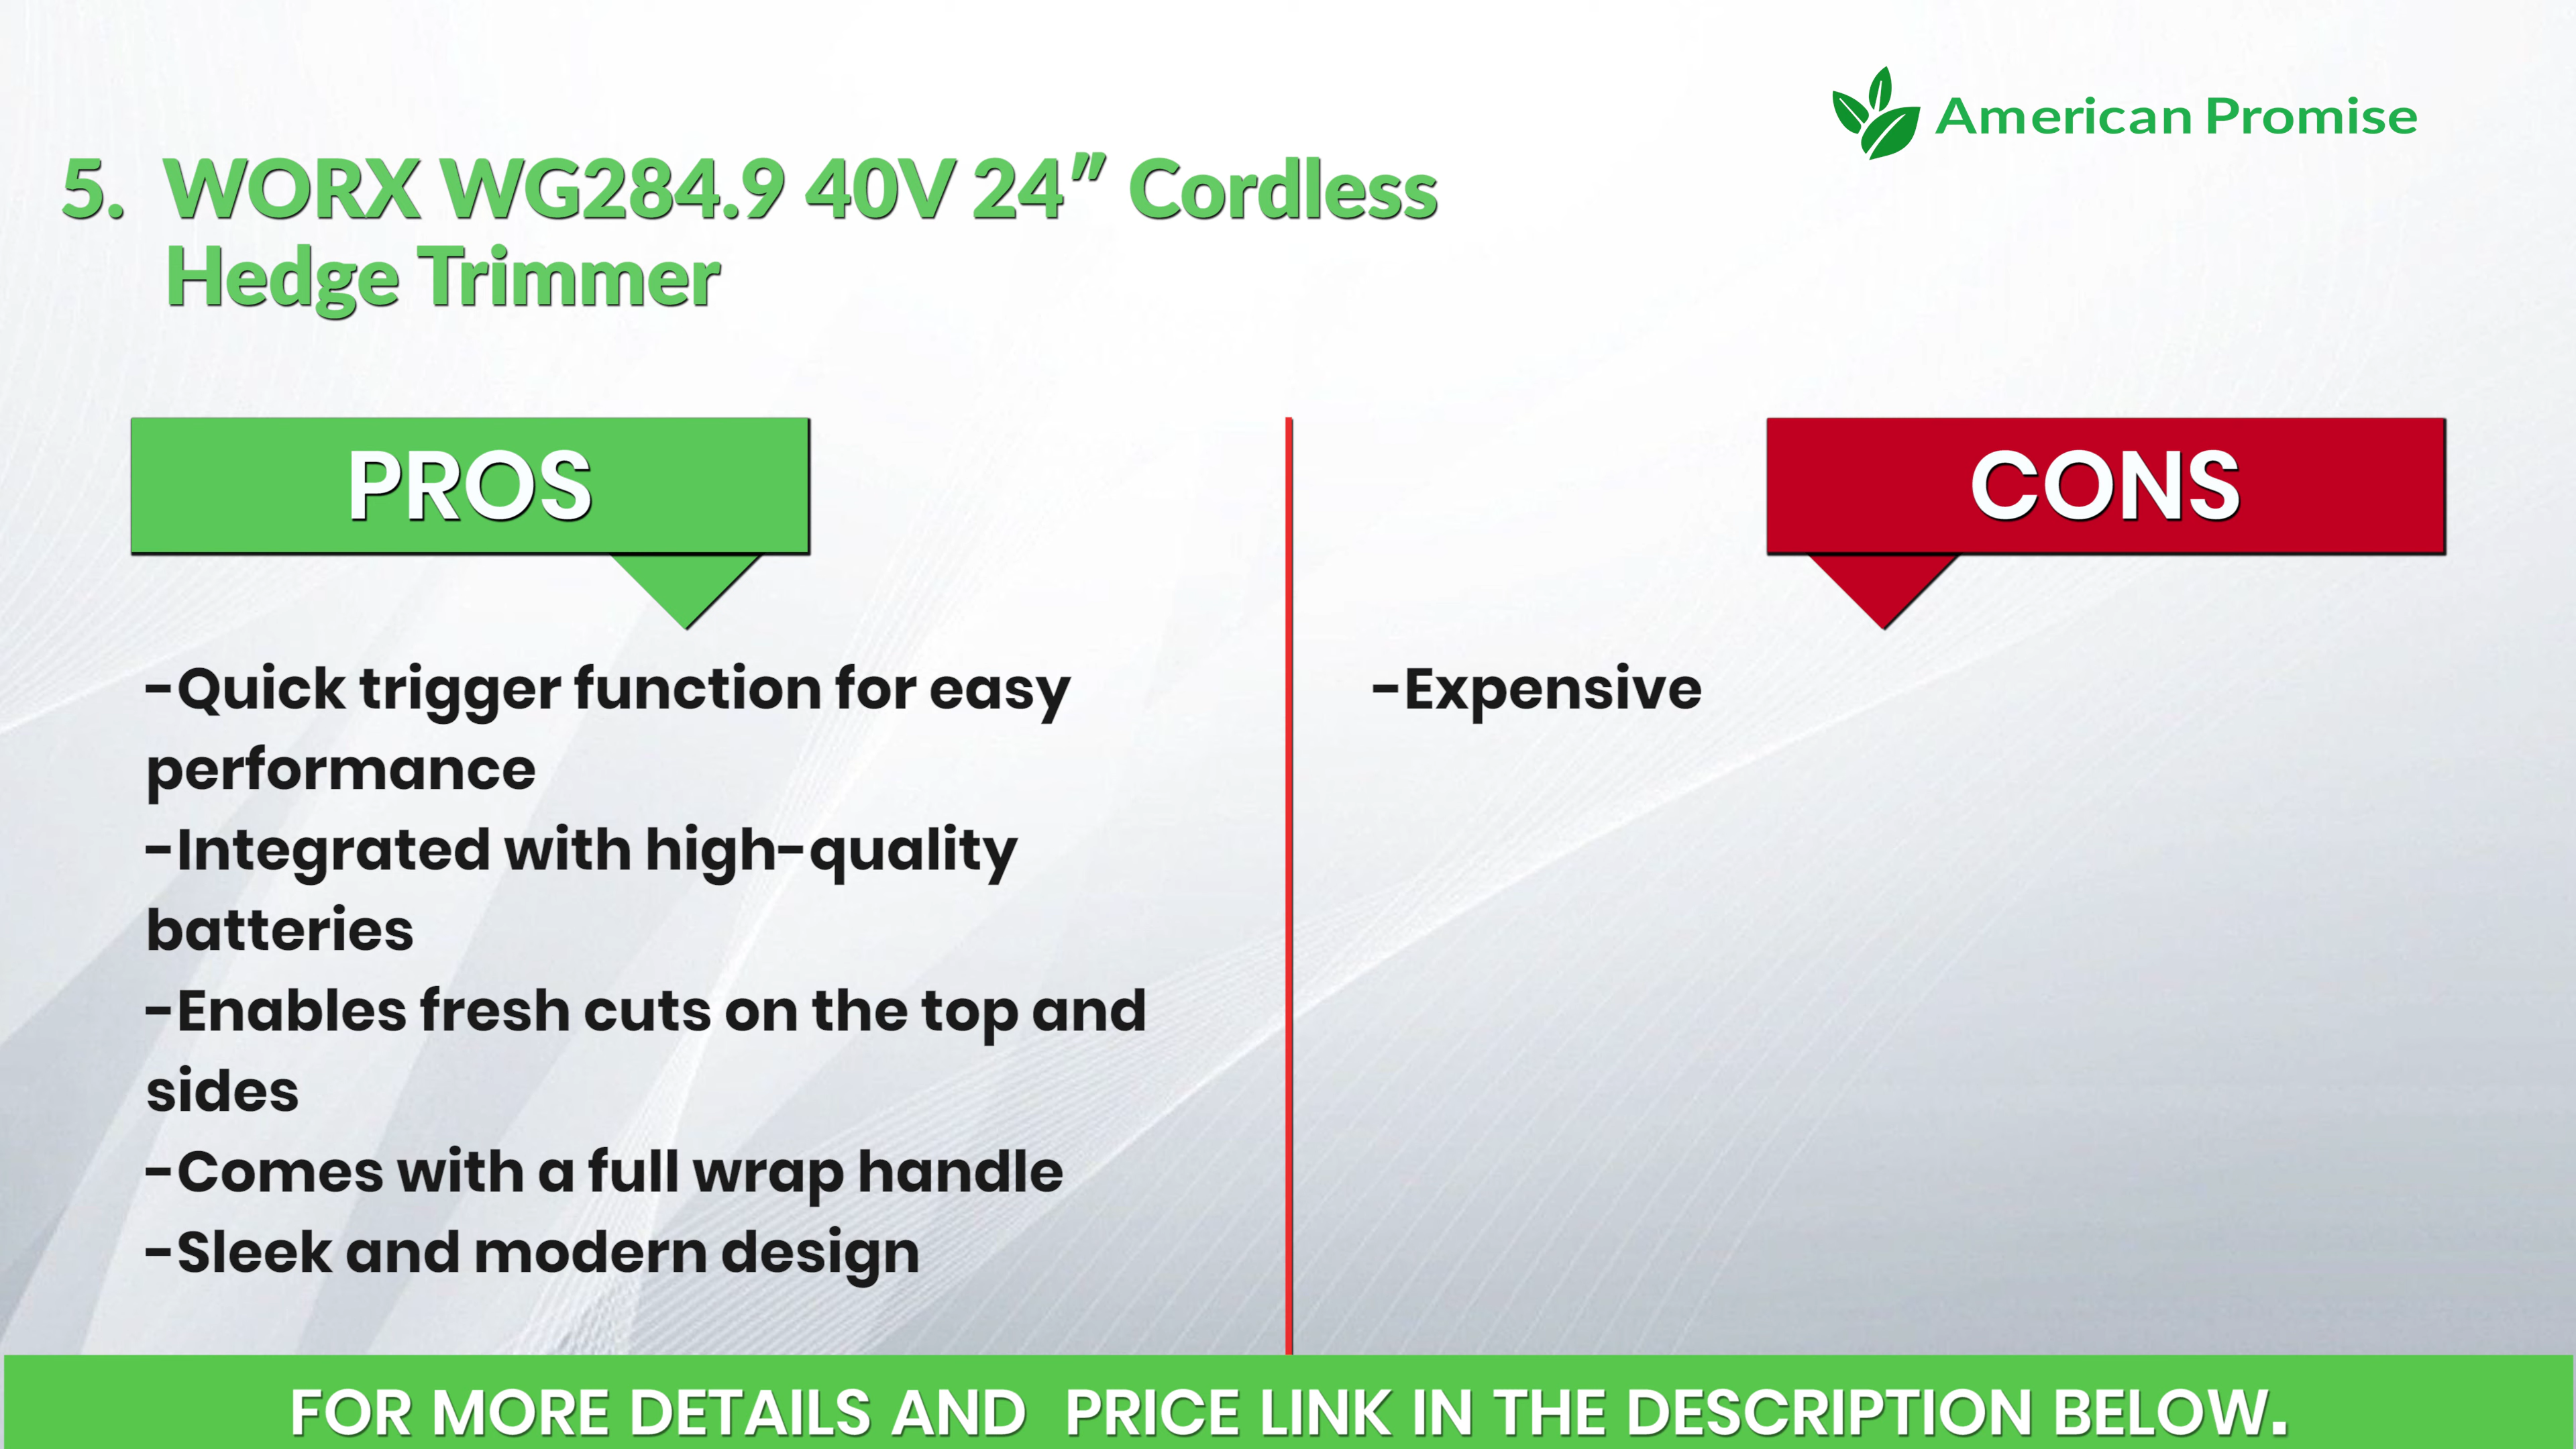 American Promise
5. WORX WG284.9 40V 24" Cordless
Hedge Trimmer
PROS
-Quick trigger function for easy
performance
-Integrated with high-quality
batteries
-Enables fresh cuts on the top and
sides
-Comes with a full wrap handle
-Sleek and modern design
CONS
-Expensive
FOR MORE DETAILS AND  PRICE LINK IN THE DESCRIPTION BELOW.